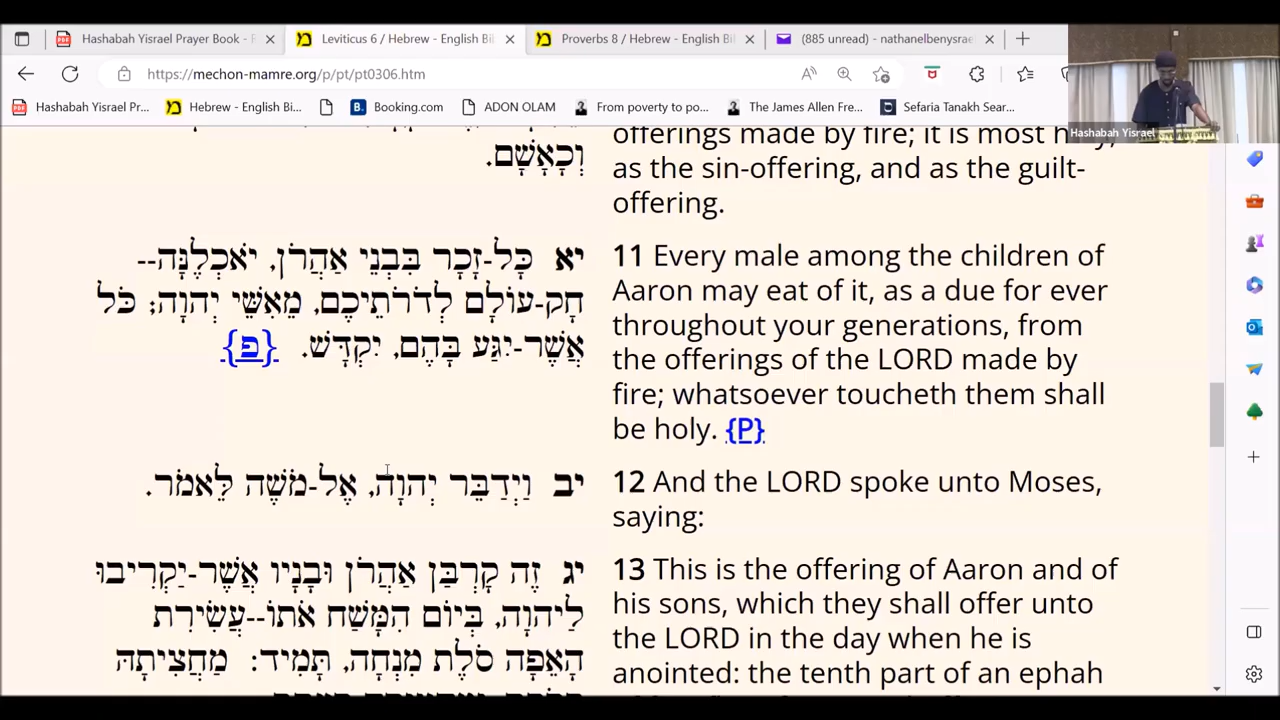 Hashabah Yisrael Prayer Book -
Leviticus 6 / Hebrew - English Bi
Proverbs 8 / Hebrew - English Bi
(885 unread) - nathanelbenysrae
https://mechon-mamre.org/p/pt/pt0306.htm
Hashabah Yisrael Pr...
Hebrew - English Bi...
Booking.com
ADON OLAM
From poverty to po...
The James Allen Fre...
Sefaria Tanakh Sear...
Hashabah Yisrael
וְכָאָשָׁם.
offerings made by fire; it is most holy,
as the sin-offering, and as the guilt-
offering.
יא כָּל-זָכָר בִּבְנֵי אַהֲרֹן, יֹאכְלֶנָּה--
חָק-עוֹלָם לְדֹרֹתֵיכֶם, מֵאִשֵּׁי יְהוָה; כֹּל
אֲשֶׁר-יִגַּע בָּהֶם, יִקְדָּשׁ. {פ}
11 Every male among the children of
Aaron may eat of it, as a due for ever
throughout your generations, from
the offerings of the LORD made by
fire; whatsoever toucheth them shall
be holy. {P}
יב וַיְדַבֵּר יְהוָה, אֶל-מֹשֶׁה לֵּאמֹר.
12 And the LORD spoke unto Moses,
saying:
יג זֶה קָרְבַּן אַהֲרֹן וּבָנָיו אֲשֶׁר-יַקְרִיבוּ
לַיהוָה, בְּיוֹם הִמָּשַׁח אֹתוֹ--עֲשִׂירִת
הָאֵפָה סֹלֶת מִנְחָה, תָּמִיד: מַחֲצִיתָהּ
13 This is the offering of Aaron and of
his sons, which they shall offer unto
the LORD in the day when he is
anointed: the tenth part of an ephah